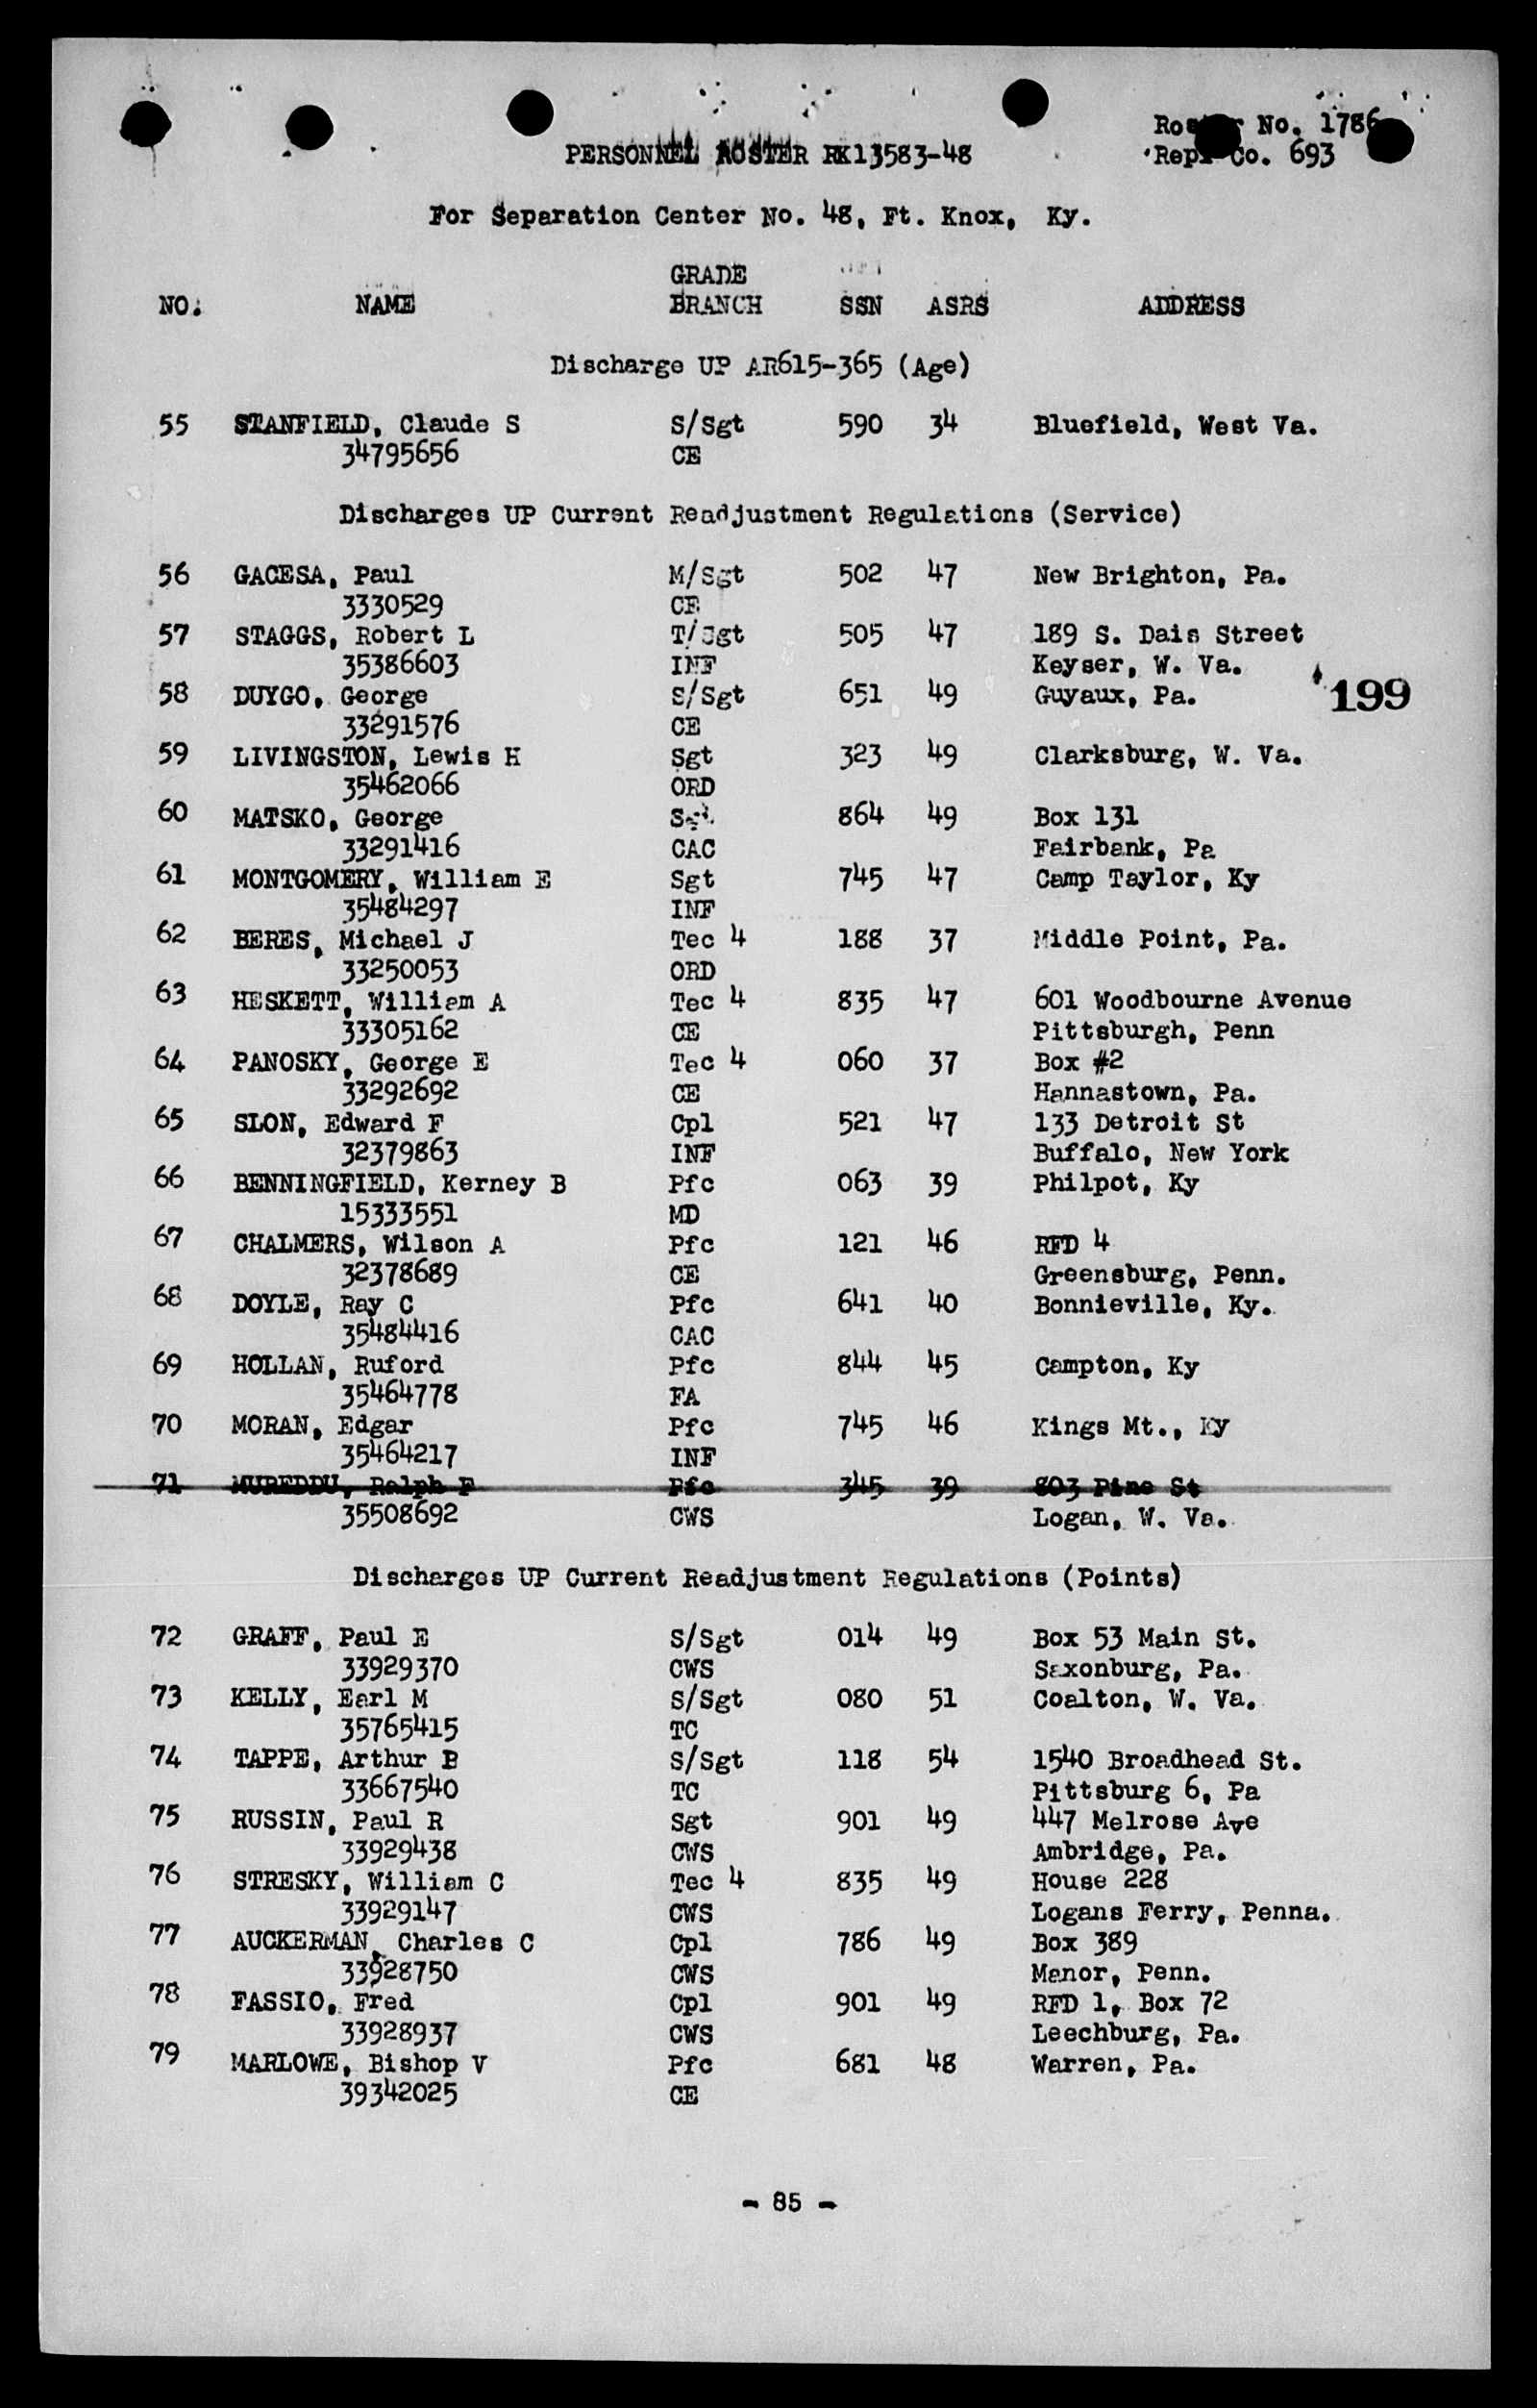 Roster No. 1786
PERSONNEL ROSTER RK13583-48 Repl Co. 693
For Separation Center No. 48, Ft. Knox, Ky.
GRADE
NO. NAME BRANCH SSN ASRS ADDRESS
Discharge UP AR615-365 (Age)
55 STANFIELD, Claude S S/Sgt 590 34 Bluefield, West Va.
34795656 CE
Discharges UP Current Readjustment Regulations (Service)
56 GACESA, Paul M/Sgt 502 47 New Brighton, Pa.
3330529 CE
57 STAGGS, Robert L T/Sgt 505 47 189 S. Dais Street
35386603 INF Keyser, W. Va.
58 DUYGO, George S/Sgt 651 49 Guyaux, Pa. 199
33291576 CE
59 LIVINGSTON, Lewis H Sgt 323 49 Clarksburg, W. Va.
35462066 ORD
60 MATSKO, George Sgt 864 49 Box 131
33291416 CAC Fairbank, Pa
61 MONTGOMERY, William E Sgt 745 47 Camp Taylor, Ky
35484297 INF
62 BERES, Michael J Tec 4 188 37 Middle Point, Pa.
33250053 ORD
63 HESKETT, William A Tec 4 835 47 601 Woodbourne Avenue
33305162 CE Pittsburgh, Penn
64 PANOSKY, George E Tec 4 060 37 Box #2
33292692 CE Hannastown, Pa.
65 SLON, Edward F Cpl 521 47 133 Detroit St
32379863 INF Buffalo, New York
66 BENNINGFIELD, Kerney B Pfc 063 39 Philpot, Ky
15333551 MD
67 CHALMERS, Wilson A Pfc 121 46 RFD 4
32378689 CE Greensburg, Penn.
68 DOYLE, Ray C Pfc 641 40 Bonnieville, Ky.
35484416 CAC
69 HOLLAN, Ruford Pfc 844 45 Campton, Ky
35464778 FA
70 MORAN, Edgar Pfc 745 46 Kings Mt., Ky
35464217 INF
71 MUREDDU, Ralph F Pfc 345 39 803 Pine St
35508692 CWS Logan, W. Va.
Discharges UP Current Readjustment Regulations (Points)
72 GRAFF, Paul E S/Sgt 014 49 Box 53 Main St.
33929370 CWS Saxonburg, Pa.
73 KELLY, Earl M S/Sgt 080 51 Coalton, W. Va.
35765415 TC
74 TAPPE, Arthur B S/Sgt 118 54 1540 Broadhead St.
33667540 TC Pittsburg 6, Pa
75 RUSSIN, Paul R Sgt 901 49 447 Melrose Ave
33929438 CWS Ambridge, Pa.
76 STRESKY, William C Tec 4 835 49 House 228
33929147 CWS Logans Ferry, Penna.
77 AUCKERMAN, Charles C Cpl 786 49 Box 389
33928750 CWS Manor, Penn.
78 FASSIO, Fred Cpl 901 49 RFD 1, Box 72
33928937 CWS Leechburg, Pa.
79 MARLOWE, Bishop V Pfc 681 48 Warren, Pa.
39342025 CE
- 85 -